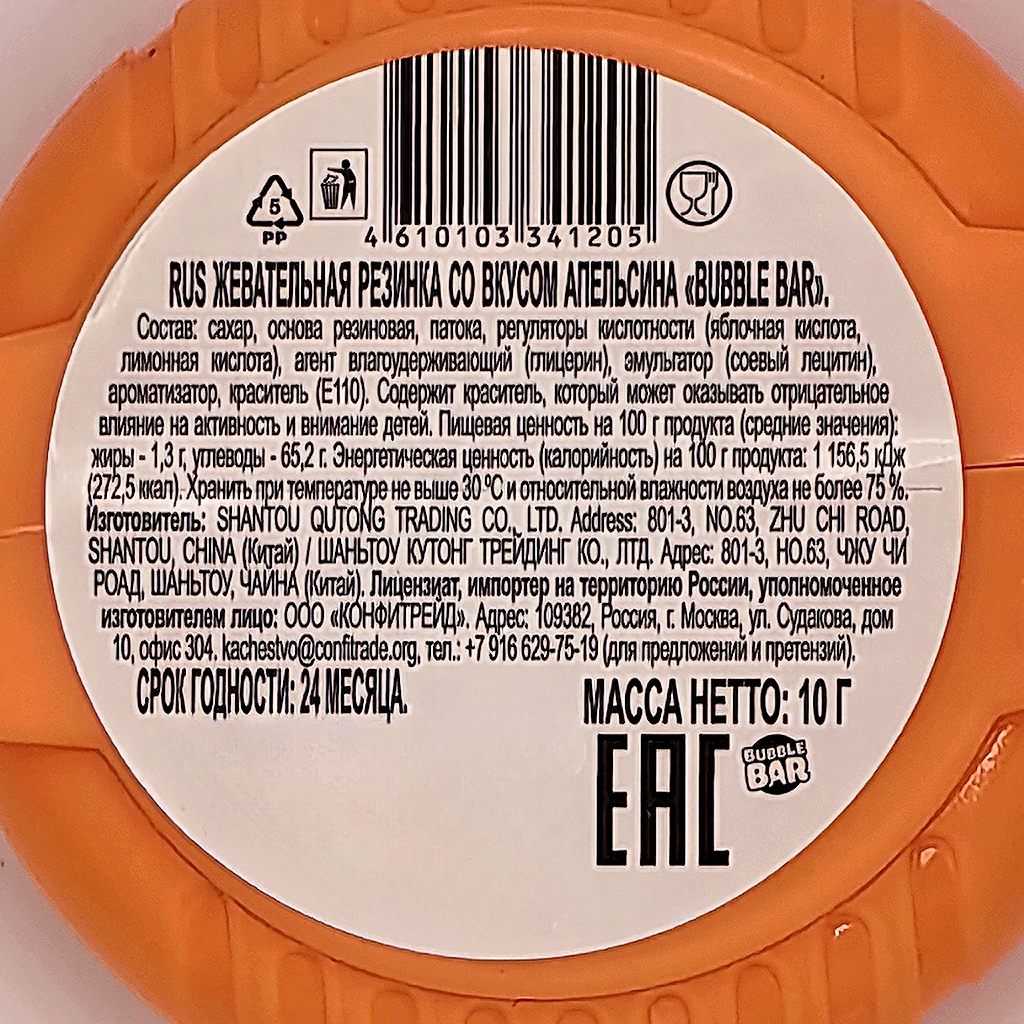 5
PP
4 610103 341205
RUS ЖЕВАТЕЛЬНАЯ РЕЗИНКА СО ВКУСОМ АПЕЛЬСИНА «BUBBLE BAR».
Состав: сахар, основа резиновая, патока, регуляторы кислотности (яблочная кислота,
лимонная кислота), агент влагоудерживающий (глицерин), эмульгатор (соевый лецитин),
ароматизатор, краситель (Е110). Содержит краситель, который может оказывать отрицательное
влияние на активность и внимание детей. Пищевая ценность на 100 г продукта (средние значения):
жиры - 1,3 г, углеводы - 65,2 г. Энергетическая ценность (калорийность) на 100 г продукта: 1 156,5 кДж
(272,5 ккал). Хранить при температуре не выше 30 ºС и относительной влажности воздуха не более 75 %.
Изготовитель: SHANTOU QUTONG TRADING CO., LTD. Address: 801-3, NO.63, ZHU CHI ROAD,
SHANTOU, CHINA (Китай) / ШАНЬТОУ КУТОНГ ТРЕЙДИНГ КО., ЛТД. Адрес: 801-3, НО.63, ЧЖУ ЧИ
РОАД, ШАНЬТОУ, ЧАЙНА (Китай). Лицензиат, импортер на территорию России, уполномоченное
изготовителем лицо: ООО «КОНФИТРЕЙД». Адрес: 109382, Россия, г. Москва, ул. Судакова, дом
10, офис 304. kachestvo@confitrade.org, тел.: +7 916 629-75-19 (для предложений и претензий).
СРОК ГОДНОСТИ: 24 МЕСЯЦА.
МАССА НЕТТО: 10 Г
EAC
BUBBLE
BAR